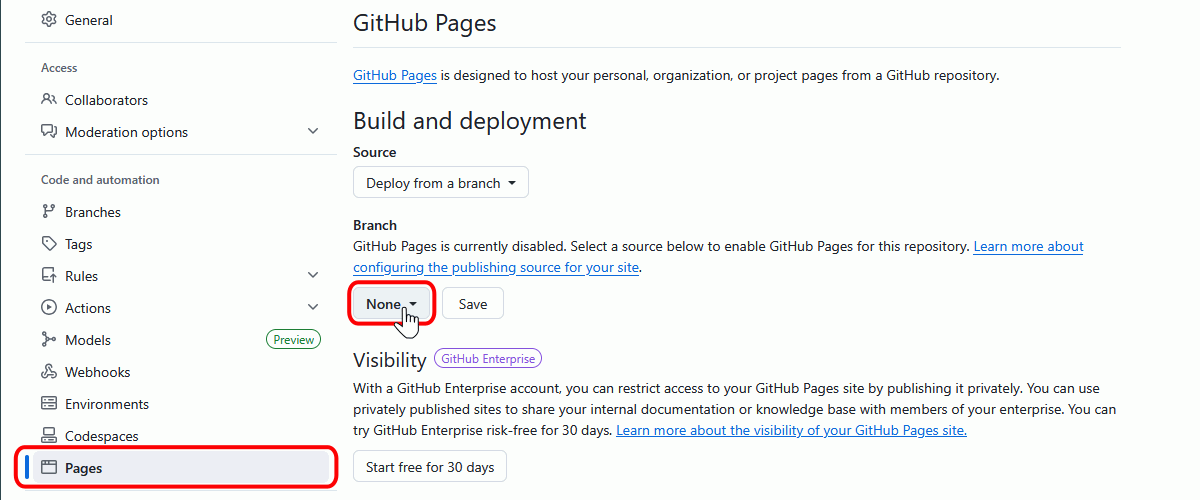 General
Access
Collaborators
Moderation options
Code and automation
Branches
Tags
Rules
Actions
Models Preview
Webhooks
Environments
Codespaces
Pages
GitHub Pages
GitHub Pages is designed to host your personal, organization, or project pages from a GitHub repository.
Build and deployment
Source
Deploy from a branch
Branch
GitHub Pages is currently disabled. Select a source below to enable GitHub Pages for this repository. Learn more about
configuring the publishing source for your site.
None Save
Visibility GitHub Enterprise
With a GitHub Enterprise account, you can restrict access to your GitHub Pages site by publishing it privately. You can use
privately published sites to share your internal documentation or knowledge base with members of your enterprise. You can
try GitHub Enterprise risk-free for 30 days. Learn more about the visibility of your GitHub Pages site.
Start free for 30 days